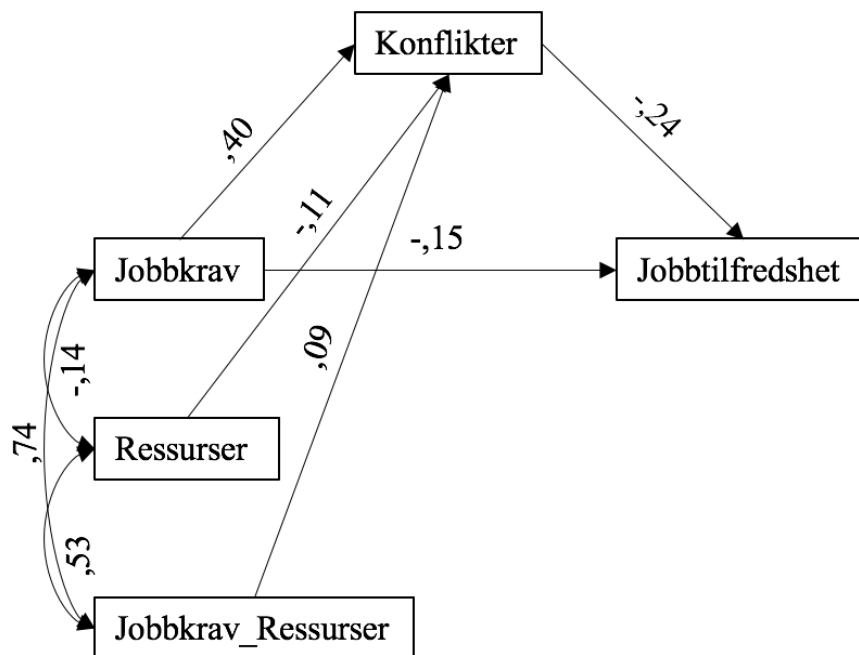 Konflikter
,40
-,24
-,11
Jobbkrav
-,15
Jobbtilfredshet
,09
-,14
,74
Ressurser
,53
Jobbkrav_Ressurser